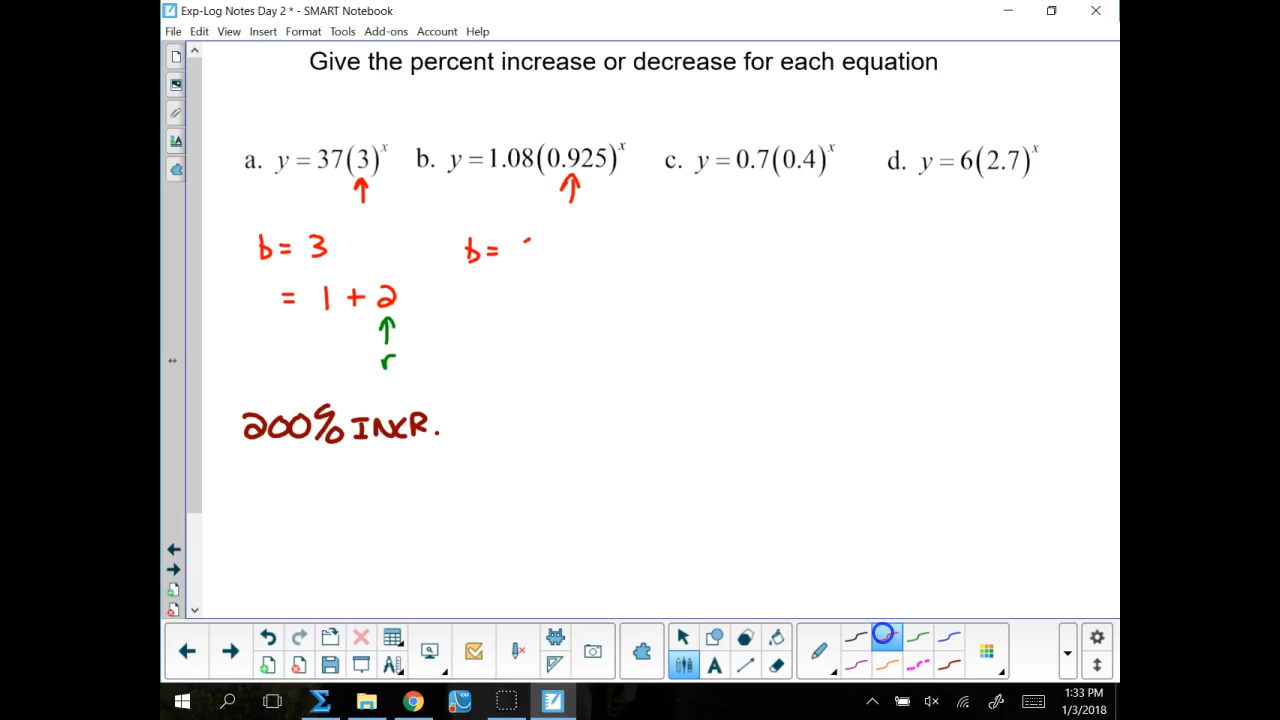 Exp-Log Notes Day 2 * - SMART Notebook
File Edit View Insert Format Tools Add-ons Account Help
Give the percent increase or decrease for each equation
a. y = 37(3)^x b. y = 1.08(0.925)^x c. y = 0.7(0.4)^x d. y = 6(2.7)^x
b = 3 b =
= 1 + 2
r
200% INCR.
1:33 PM
1/3/2018